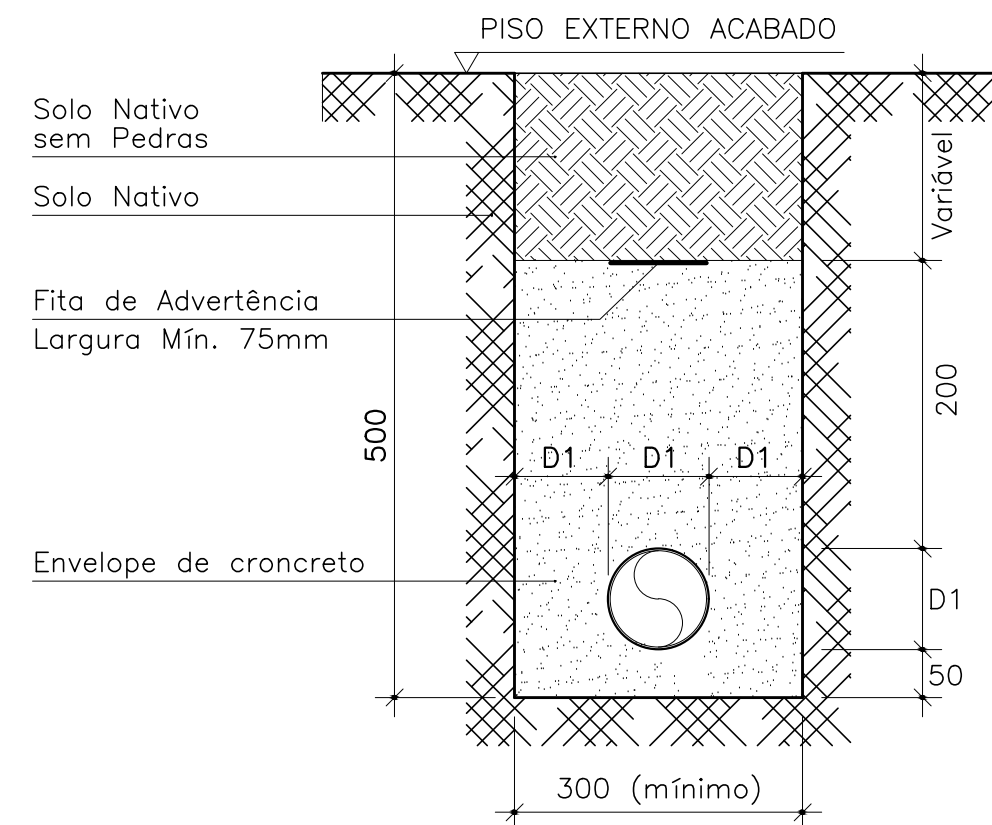 PISO EXTERNO ACABADO
Solo Nativo
sem Pedras
Solo Nativo
Variável
Fita de Advertência
Largura Mín. 75mm
200
500
D1 D1 D1
Envelope de croncreto
D1
50
300 (mínimo)